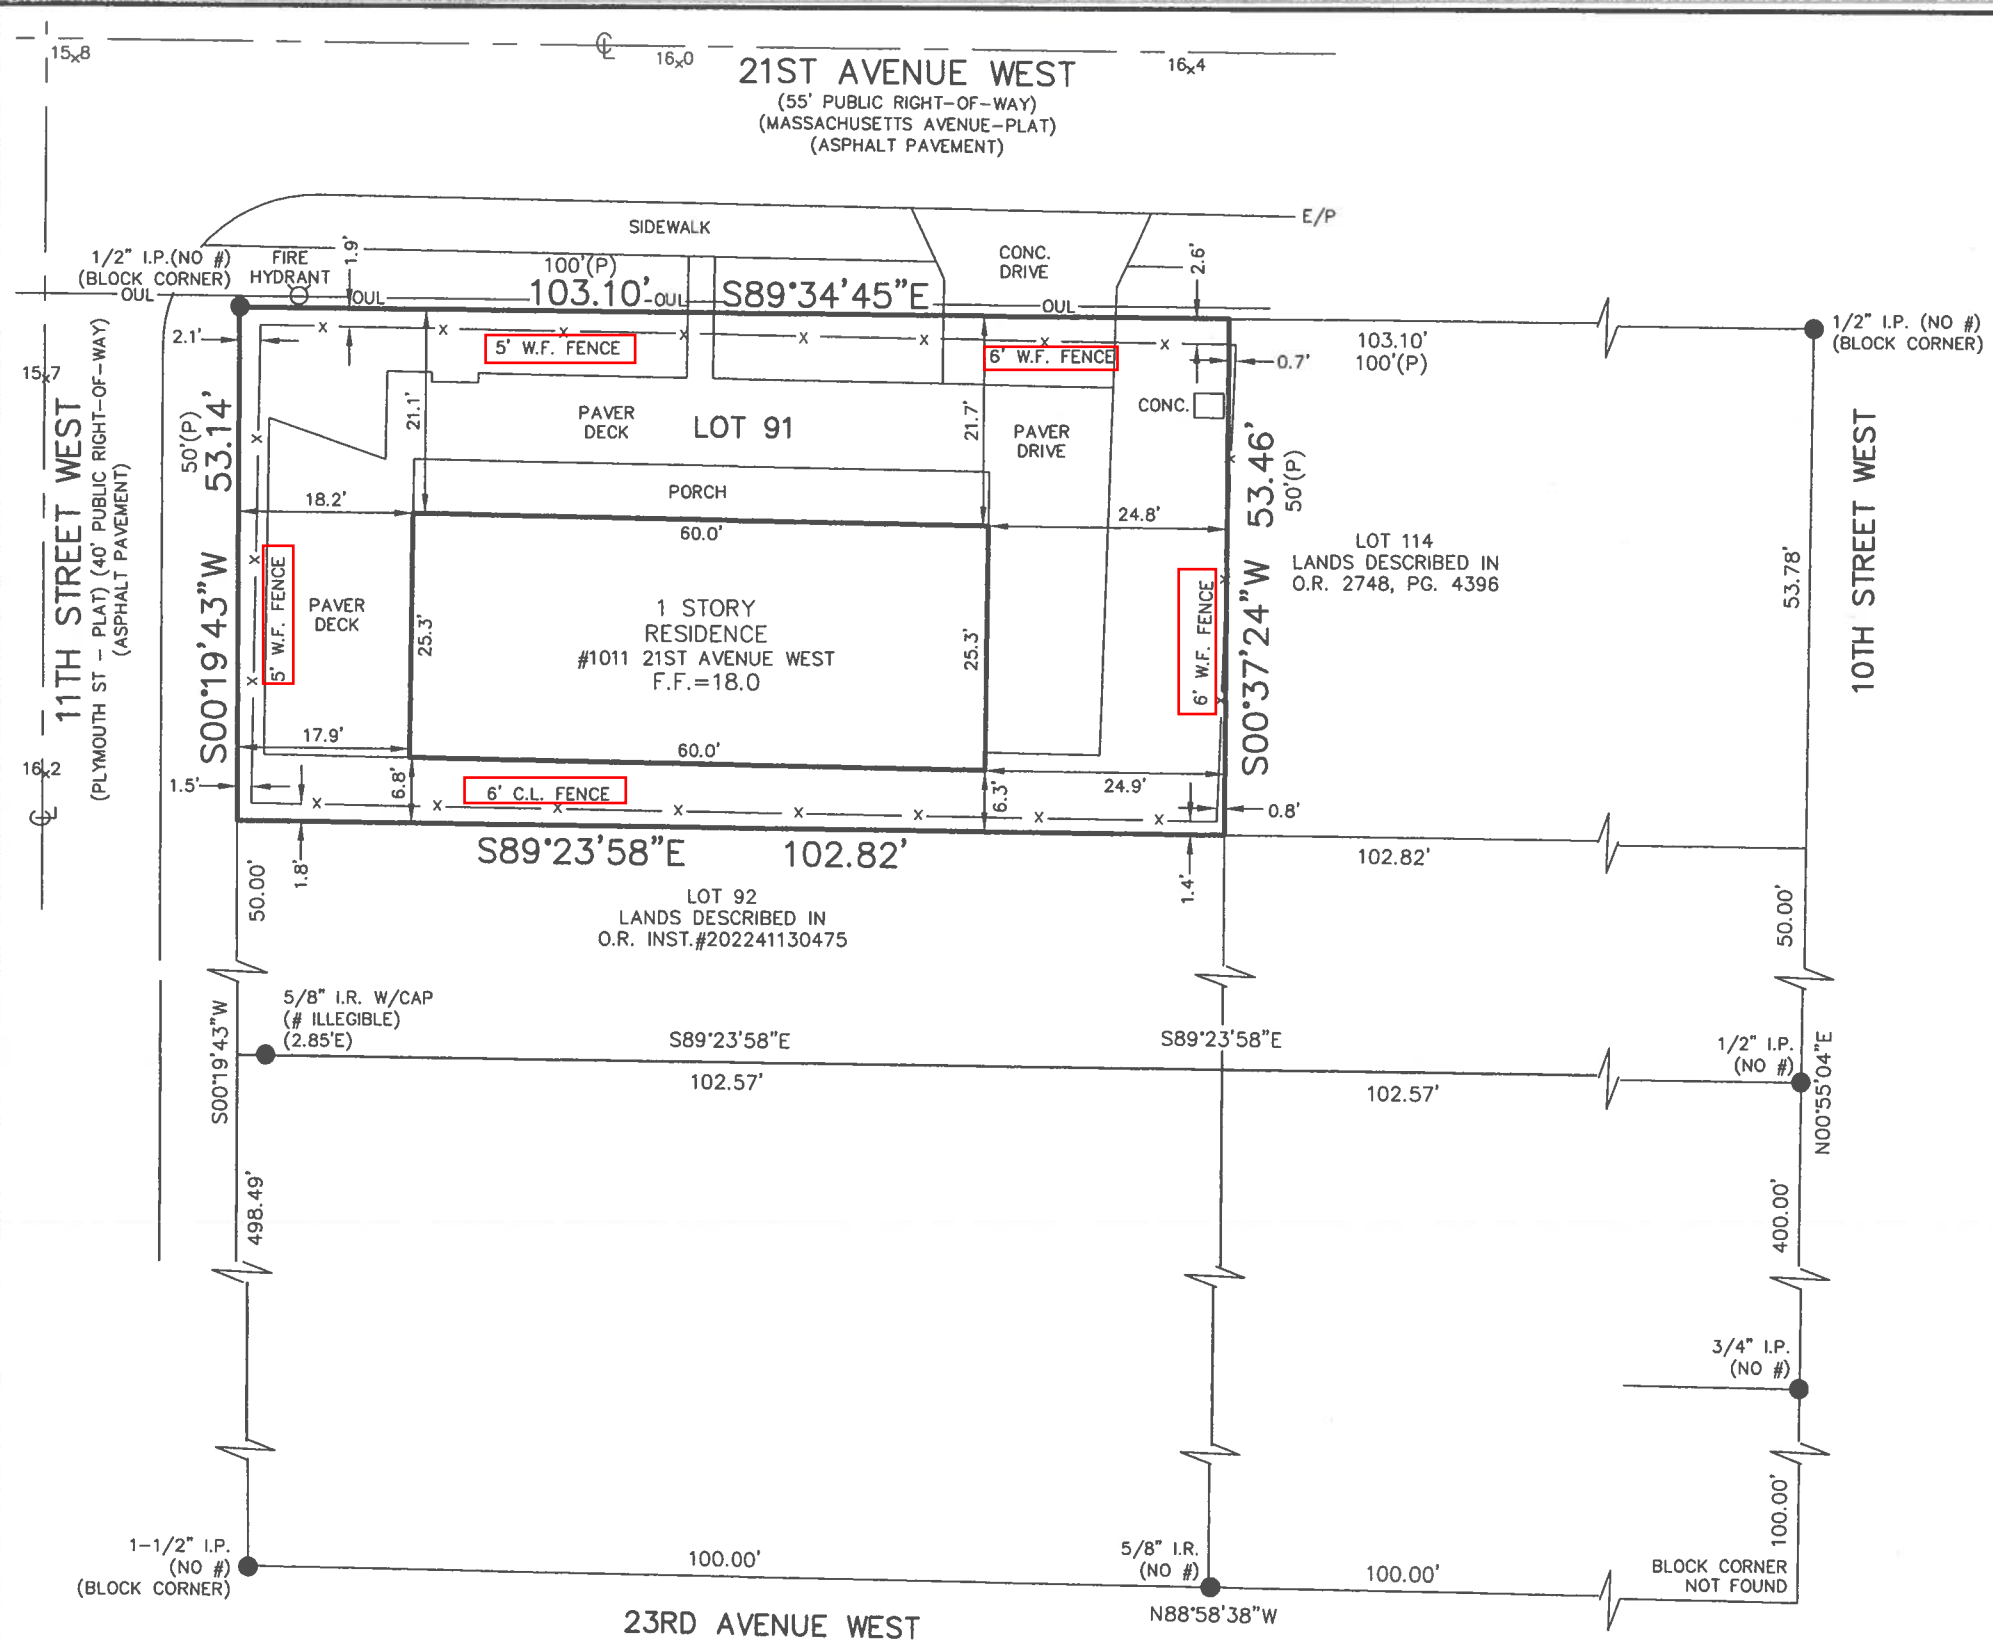 15.8
16.0
21ST AVENUE WEST
16.4
(55' PUBLIC RIGHT-OF-WAY)
(MASSACHUSETTS AVENUE-PLAT)
(ASPHALT PAVEMENT)
SIDEWALK
E/P
1/2" I.P.(NO #)
(BLOCK CORNER)
FIRE
HYDRANT
1.9'
CONC.
DRIVE
2.6'
100'(P)
OUL
OUL
103.10'
OUL
S89°34'45"E
OUL
1/2" I.P. (NO #)
(BLOCK CORNER)
2.1'
5' W.F. FENCE
6' W.F. FENCE
103.10'
100'(P)
0.7'
15.7
11TH STREET WEST
(PLYMOUTH ST - PLAT) (40' PUBLIC RIGHT-OF-WAY)
(ASPHALT PAVEMENT)
50'(P)
53.14'
S00°19'43"W
21.1'
PAVER
DECK
LOT 91
21.7'
PAVER
DRIVE
CONC.
53.46'
50'(P)
S00°37'24"W
10TH STREET WEST
18.2'
PORCH
60.0'
24.8'
LOT 114
LANDS DESCRIBED IN
O.R. 2748, PG. 4396
53.78'
5' W.F. FENCE
PAVER
DECK
25.3'
1 STORY
RESIDENCE
#1011 21ST AVENUE WEST
F.F.=18.0
25.3'
6' W.F. FENCE
17.9'
60.0'
16.2
1.5'
6.8'
6' C.L. FENCE
6.3'
24.9'
0.8'
S89°23'58"E
102.82'
102.82'
1.8'
1.4'
50.00'
LOT 92
LANDS DESCRIBED IN
O.R. INST.#202241130475
50.00'
5/8" I.R. W/CAP
(# ILLEGIBLE)
(2.85'E)
S00°19'43"W
S89°23'58"E
S89°23'58"E
1/2" I.P.
(NO #)
N00°55'04"E
102.57'
102.57'
498.49'
400.00'
3/4" I.P.
(NO #)
100.00'
1-1/2" I.P.
(NO #)
(BLOCK CORNER)
100.00'
5/8" I.R.
(NO #)
100.00'
BLOCK CORNER
NOT FOUND
23RD AVENUE WEST
N88°58'38"W